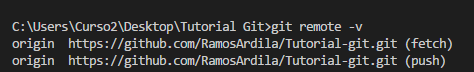 C:\Users\Curso2\Desktop\Tutorial Git>git remote -v
origin  https://github.com/RamosArdila/Tutorial-git.git (fetch)
origin  https://github.com/RamosArdila/Tutorial-git.git (push)